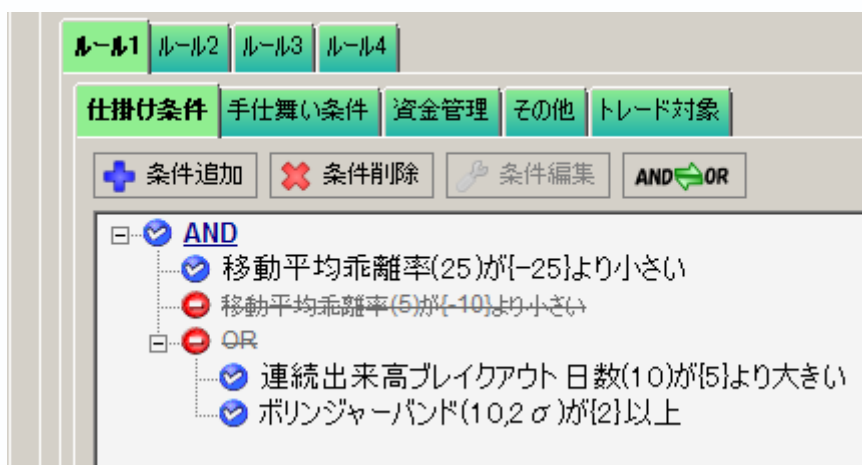 ルール1 ルール2 ルール3 ルール4
仕掛け条件 手仕舞い条件 資金管理 その他 トレード対象
条件追加 条件削除 条件編集 AND OR
AND
移動平均乖離率(25)が{-25}より小さい
移動平均乖離率(5)が{-10}より小さい
OR
連続出来高ブレイクアウト 日数(10)が{5}より大きい
ボリンジャーバンド(10,2σ)が{2}以上